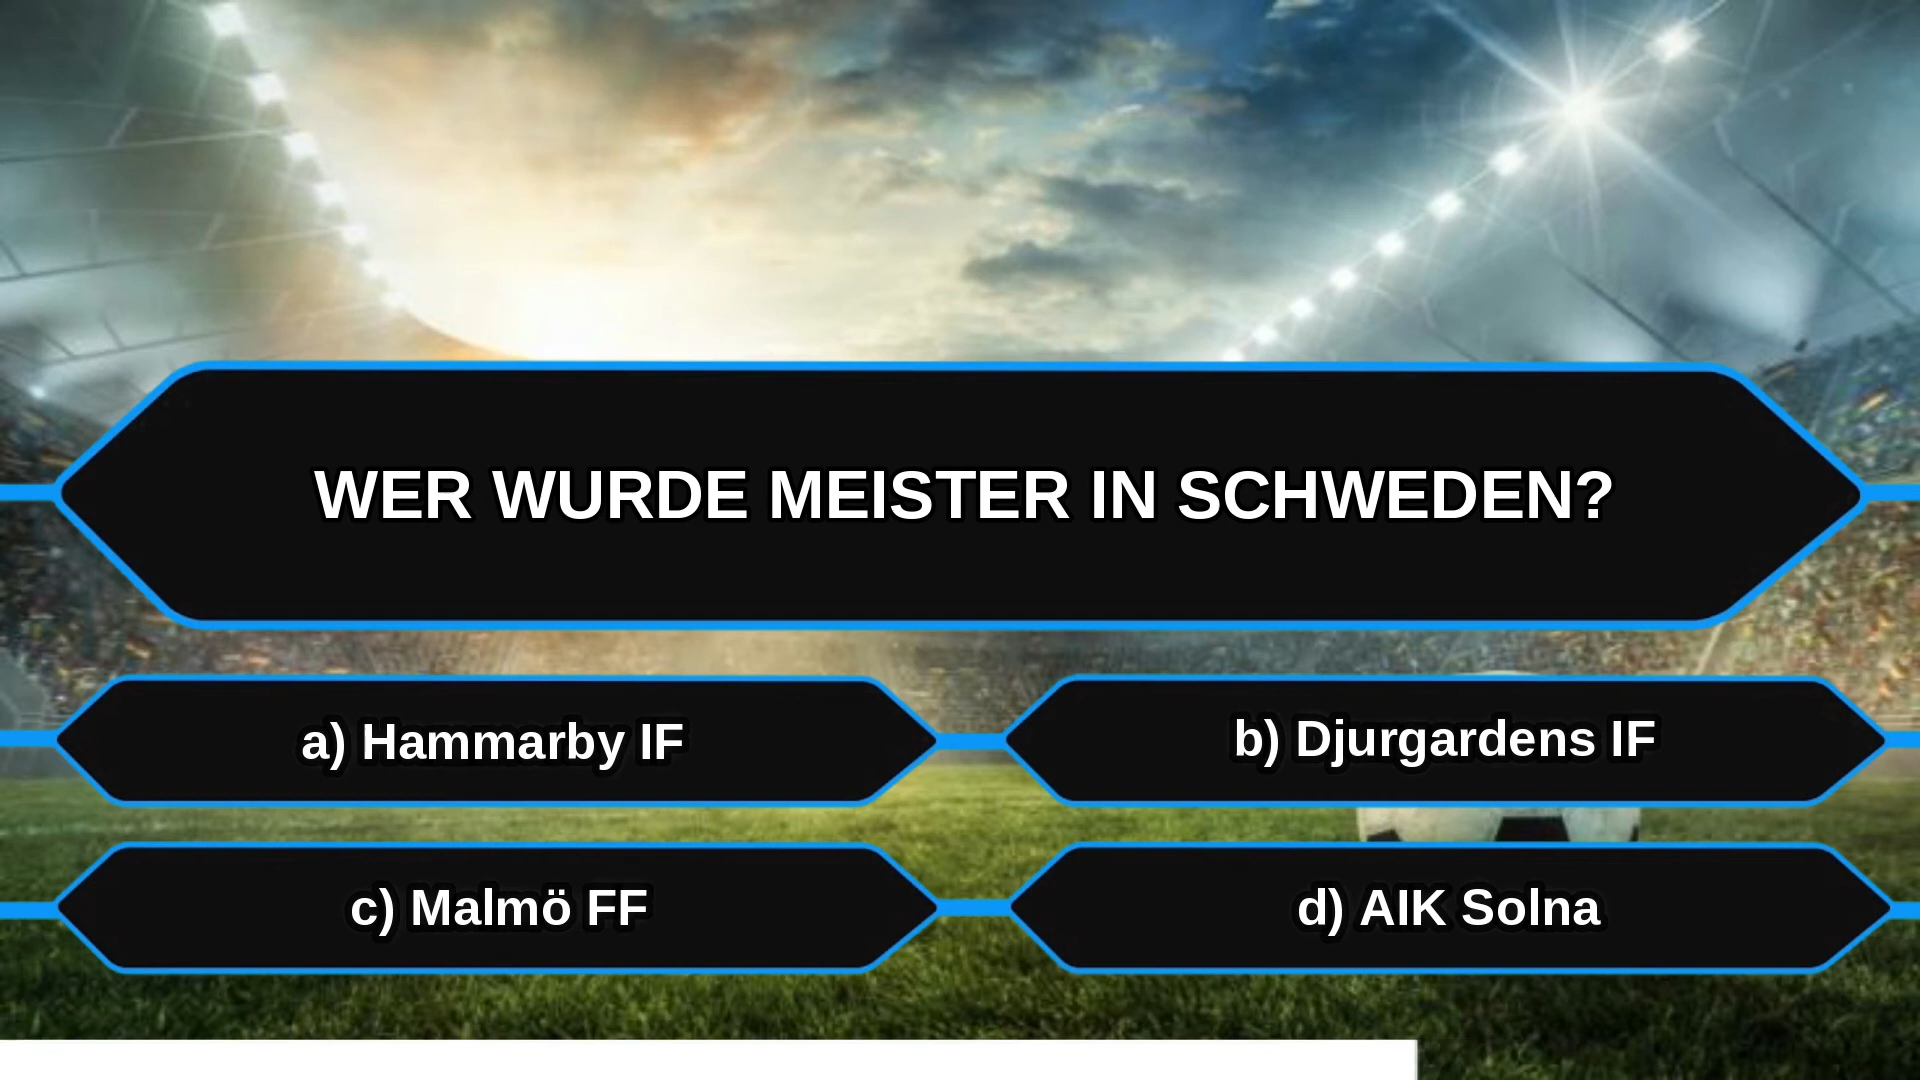 WER WURDE MEISTER IN SCHWEDEN?
a) Hammarby IF
b) Djurgardens IF
c) Malmö FF
d) AIK Solna